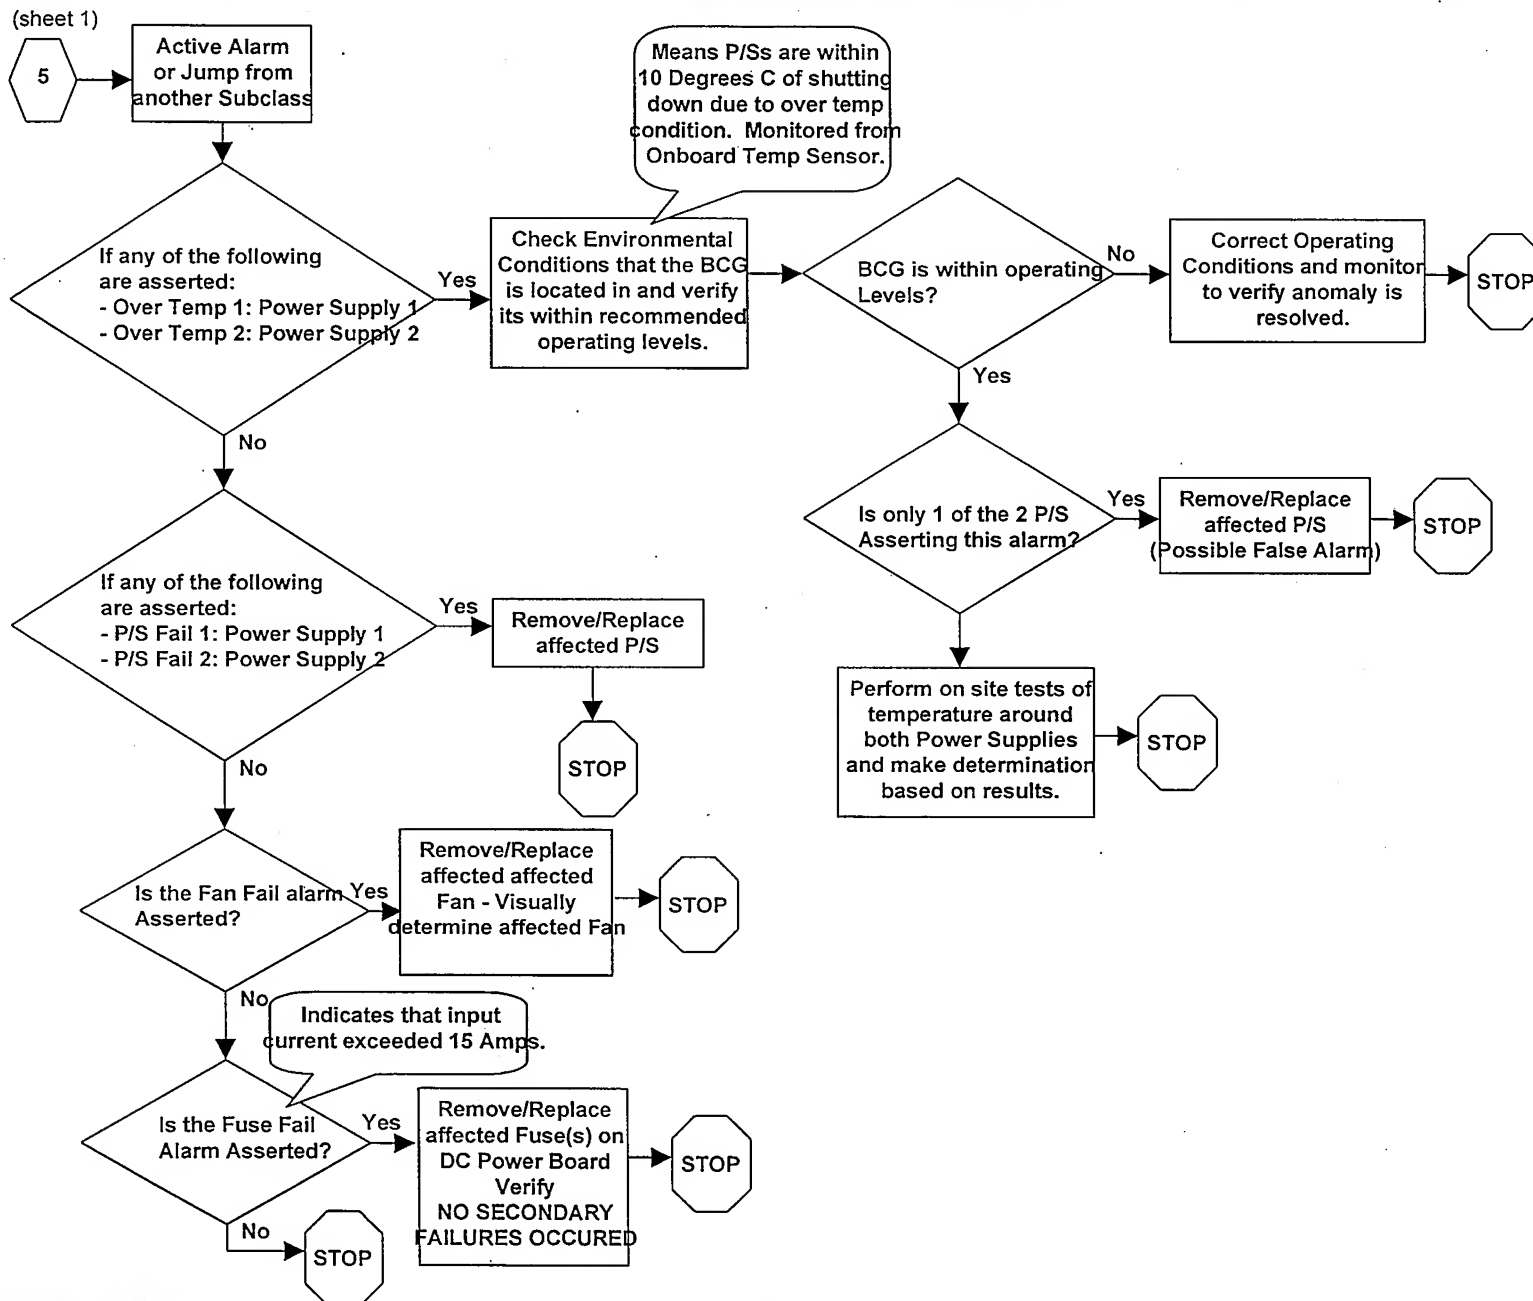 (sheet 1)
5
Active Alarm
or Jump from
another Subclass
Means P/Ss are within
10 Degrees C of shutting
down due to over temp
condition. Monitored from
Onboard Temp Sensor.
If any of the following
are asserted:
- Over Temp 1: Power Supply 1
- Over Temp 2: Power Supply 2
Yes
Check Environmental
Conditions that the BCG
is located in and verify
its within recommended
operating levels.
BCG is within operating
Levels?
No
Correct Operating
Conditions and monitor
to verify anomaly is
resolved.
STOP
Yes
No
Is only 1 of the 2 P/S
Asserting this alarm?
Yes
Remove/Replace
affected P/S
(Possible False Alarm)
STOP
If any of the following
are asserted:
- P/S Fail 1: Power Supply 1
- P/S Fail 2: Power Supply 2
Yes
Remove/Replace
affected P/S
STOP
Perform on site tests of
temperature around
both Power Supplies
and make determination
based on results.
STOP
No
Is the Fan Fail alarm
Asserted?
Yes
Remove/Replace
affected affected
Fan - Visually
determine affected Fan
STOP
No
Indicates that input
current exceeded 15 Amps.
Is the Fuse Fail
Alarm Asserted?
Yes
Remove/Replace
affected Fuse(s) on
DC Power Board
Verify
NO SECONDARY
FAILURES OCCURED
STOP
No
STOP